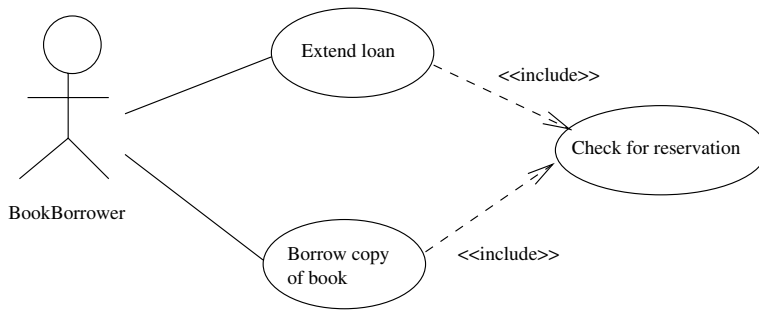 Extend loan
<<include>>
Check for reservation
BookBorrower
Borrow copy
of book
<<include>>